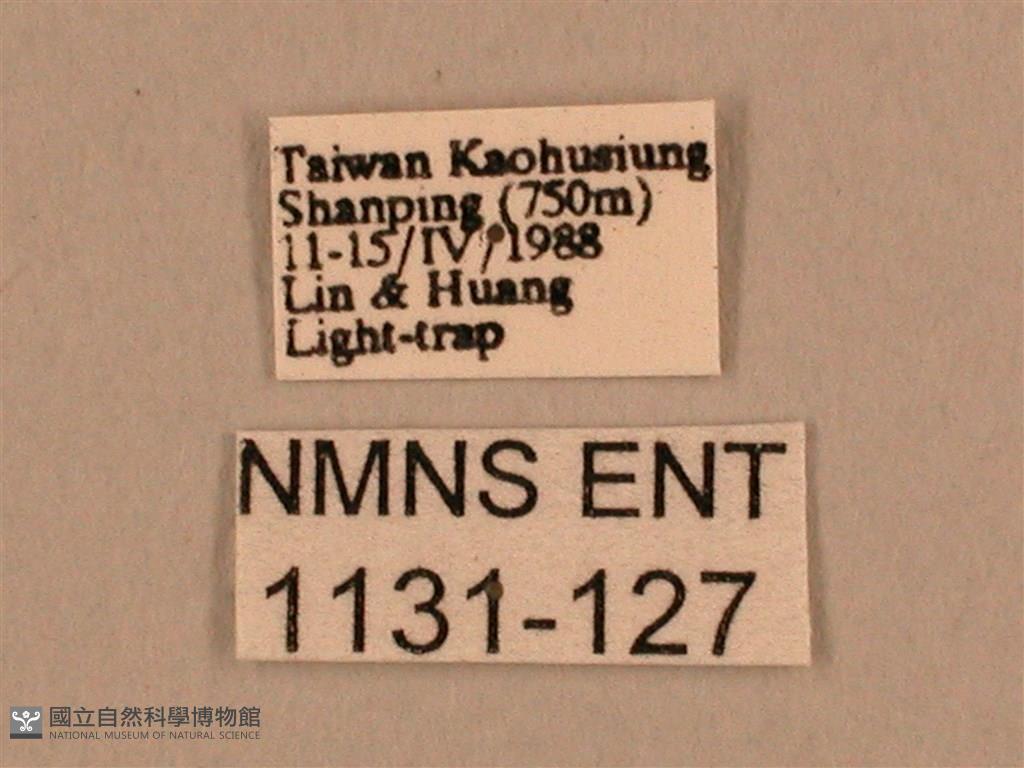 Taiwan Kaohusiung
Shanping (750m)
11-15/IV/1988
Lin & Huang
Light-trap
NMNS ENT
1131-127
國立自然科學博物館
NATIONAL MUSEUM OF NATURAL SCIENCE